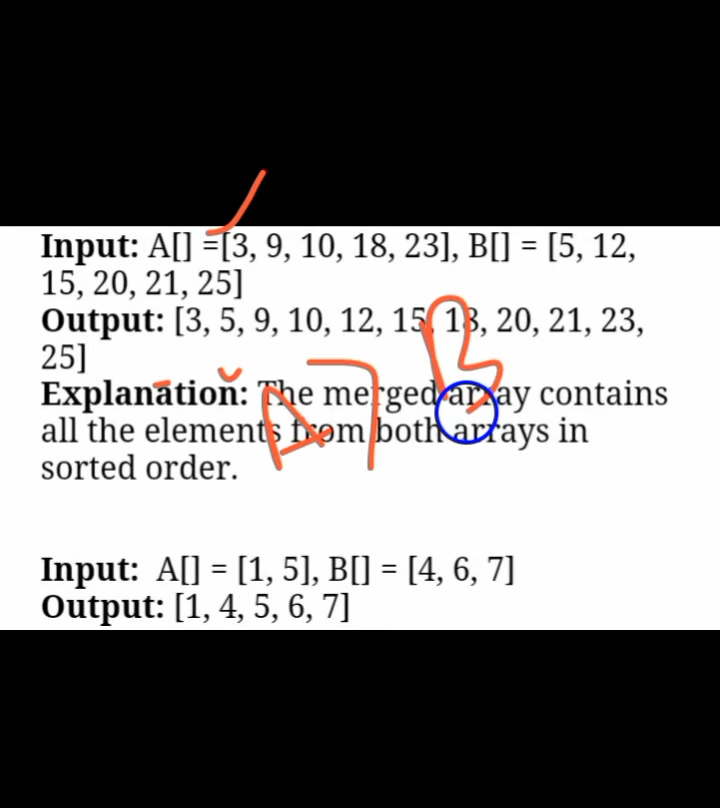 Input: A[] =[3, 9, 10, 18, 23], B[] = [5, 12,
15, 20, 21, 25]
Output: [3, 5, 9, 10, 12, 15, 18, 20, 21, 23,
25]
Explanation: The merged array contains
all the elements from both arrays in
sorted order.
A B
Input: A[] = [1, 5], B[] = [4, 6, 7]
Output: [1, 4, 5, 6, 7]